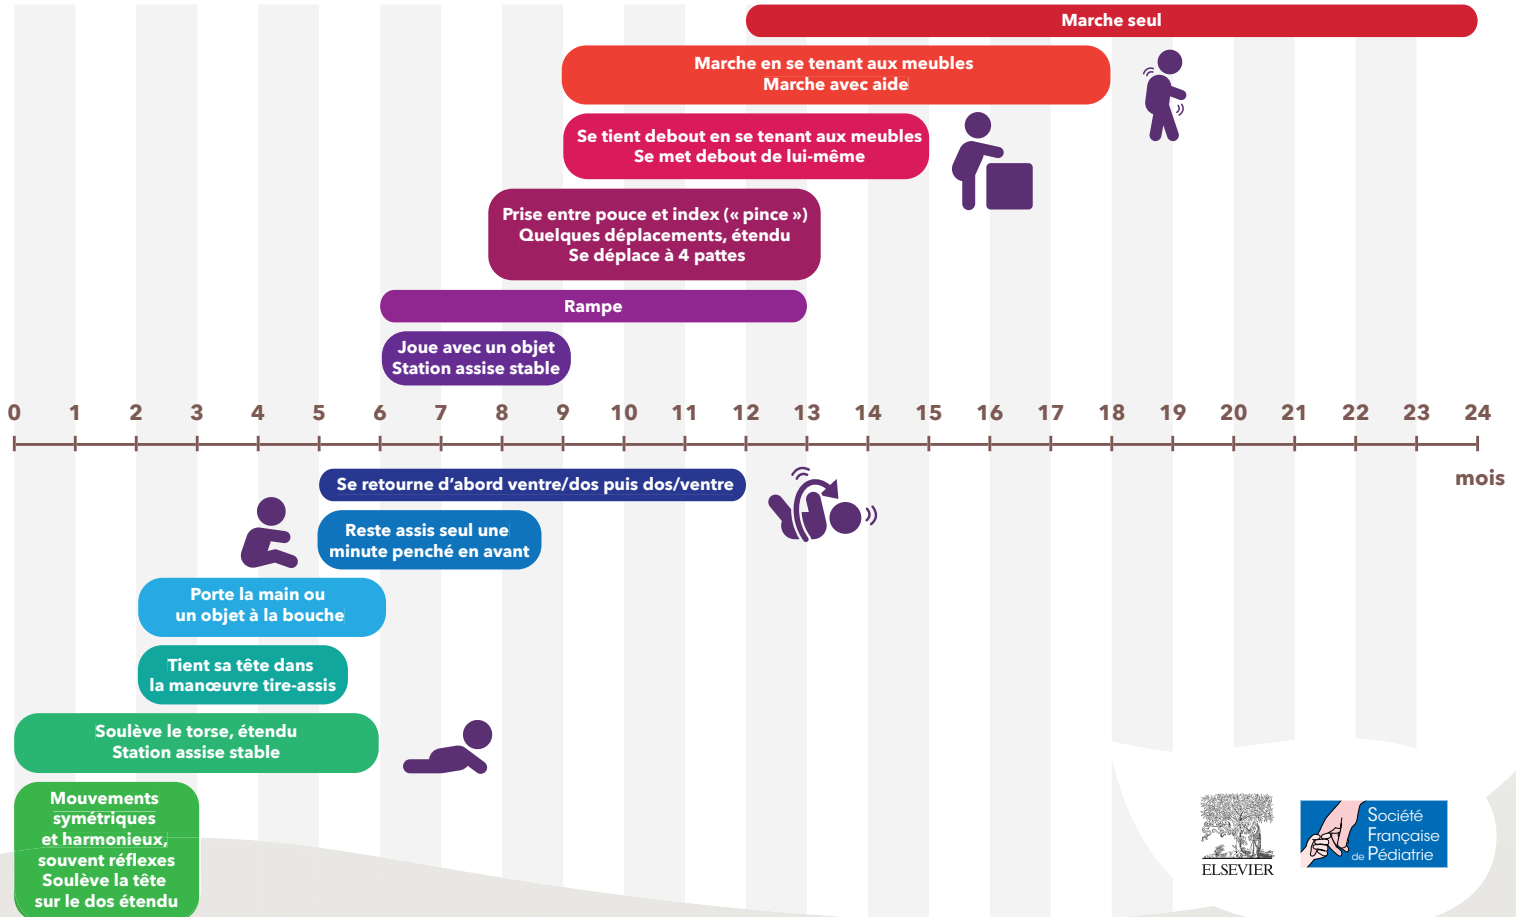 Marche seul
Marche en se tenant aux meubles
Marche avec aide
Se tient debout en se tenant aux meubles
Se met debout de lui-même
Prise entre pouce et index (« pince »)
Quelques déplacements, étendu
Se déplace à 4 pattes
Rampe
Joue avec un objet
Station assise stable
0 1 2 3 4 5 6 7 8 9 10 11 12 13 14 15 16 17 18 19 20 21 22 23 24
mois
Se retourne d’abord ventre/dos puis dos/ventre
Reste assis seul une
minute penché en avant
Porte la main ou
un objet à la bouche
Tient sa tête dans
la manœuvre tire-assis
Soulève le torse, étendu
Station assise stable
Mouvements
symétriques
et harmonieux,
souvent réflexes
Soulève la tête
sur le dos étendu
ELSEVIER
Société
Française
de Pédiatrie